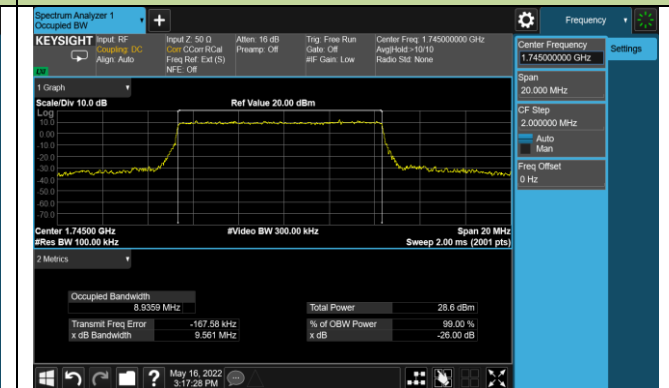 Spectrum Analyzer 1
Occupied BW
Frequency
KEYSIGHT
Input: RF
Coupling: DC
Align: Auto
Input Z: 50 Ω
Corr CCorr RCal
Freq Ref: Ext (S)
NFE: Off
Atten: 16 dB
Preamp: Off
Trig: Free Run
Gate: Off
#IF Gain: Low
Center Freq: 1.745000000 GHz
Avg|Hold:>10/10
Radio Std: None
Center Frequency
1.745000000 GHz
Settings
Span
20.000 MHz
CF Step
2.000000 MHz
Auto
Man
Freq Offset
0 Hz
1 Graph
Scale/Div 10.0 dB
Ref Value 20.00 dBm
Log
10.0
0.00
-10.0
-20.0
-30.0
-40.0
-50.0
-60.0
-70.0
Center 1.74500 GHz
#Video BW 300.00 kHz
Span 20 MHz
#Res BW 100.00 kHz
Sweep 2.00 ms (2001 pts)
2 Metrics
Occupied Bandwidth
8.9359 MHz
Total Power
28.6 dBm
Transmit Freq Error
-167.58 kHz
% of OBW Power
99.00 %
x dB Bandwidth
9.561 MHz
x dB
-26.00 dB
?
May 16, 2022
3:17:28 PM